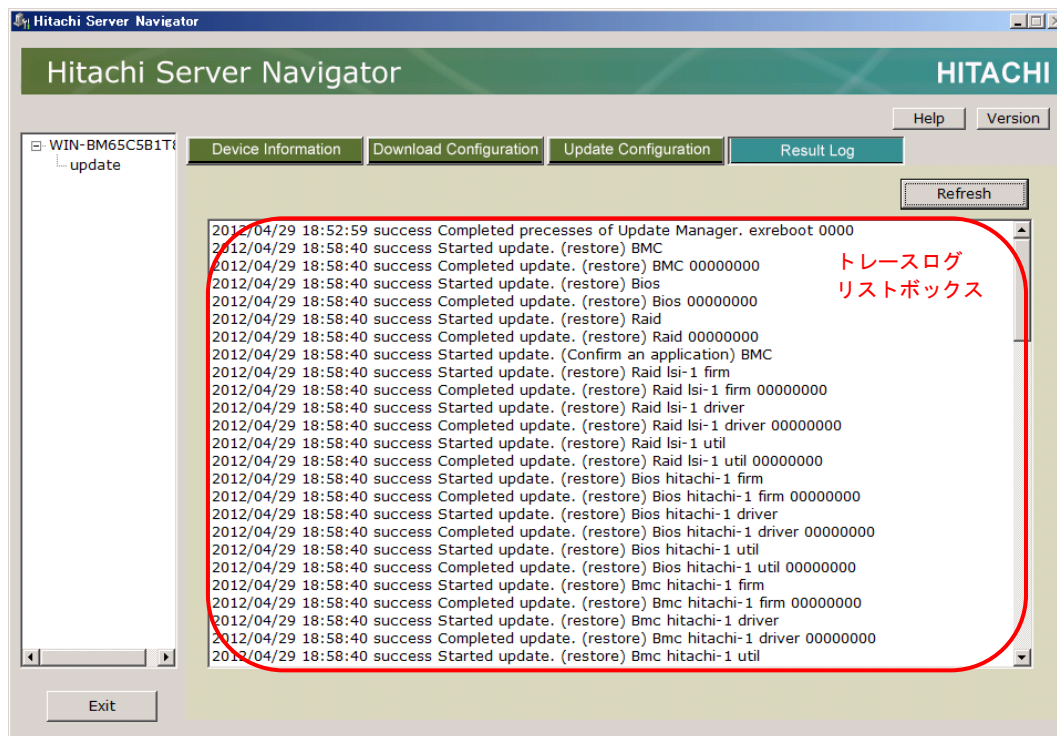 Hitachi Server Navigator
Hitachi Server Navigator HITACHI
Help Version
WIN-BM65C5B1T8
update
Device Information Download Configuration Update Configuration Result Log
Refresh
2012/04/29 18:52:59 success Completed precesses of Update Manager. exreboot 0000
2012/04/29 18:58:40 success Started update. (restore) BMC
2012/04/29 18:58:40 success Completed update. (restore) BMC 00000000
2012/04/29 18:58:40 success Started update. (restore) Bios
2012/04/29 18:58:40 success Completed update. (restore) Bios 00000000
2012/04/29 18:58:40 success Started update. (restore) Raid
2012/04/29 18:58:40 success Completed update. (restore) Raid 00000000
2012/04/29 18:58:40 success Started update. (Confirm an application) BMC
2012/04/29 18:58:40 success Started update. (restore) Raid lsi-1 firm
2012/04/29 18:58:40 success Completed update. (restore) Raid lsi-1 firm 00000000
2012/04/29 18:58:40 success Started update. (restore) Raid lsi-1 driver
2012/04/29 18:58:40 success Completed update. (restore) Raid lsi-1 driver 00000000
2012/04/29 18:58:40 success Started update. (restore) Raid lsi-1 util
2012/04/29 18:58:40 success Completed update. (restore) Raid lsi-1 util 00000000
2012/04/29 18:58:40 success Started update. (restore) Bios hitachi-1 firm
2012/04/29 18:58:40 success Completed update. (restore) Bios hitachi-1 firm 00000000
2012/04/29 18:58:40 success Started update. (restore) Bios hitachi-1 driver
2012/04/29 18:58:40 success Completed update. (restore) Bios hitachi-1 driver 00000000
2012/04/29 18:58:40 success Started update. (restore) Bios hitachi-1 util
2012/04/29 18:58:40 success Completed update. (restore) Bios hitachi-1 util 00000000
2012/04/29 18:58:40 success Started update. (restore) Bmc hitachi-1 firm
2012/04/29 18:58:40 success Completed update. (restore) Bmc hitachi-1 firm 00000000
2012/04/29 18:58:40 success Started update. (restore) Bmc hitachi-1 driver
2012/04/29 18:58:40 success Completed update. (restore) Bmc hitachi-1 driver 00000000
2012/04/29 18:58:40 success Started update. (restore) Bmc hitachi-1 util
トレースログ
リストボックス
Exit